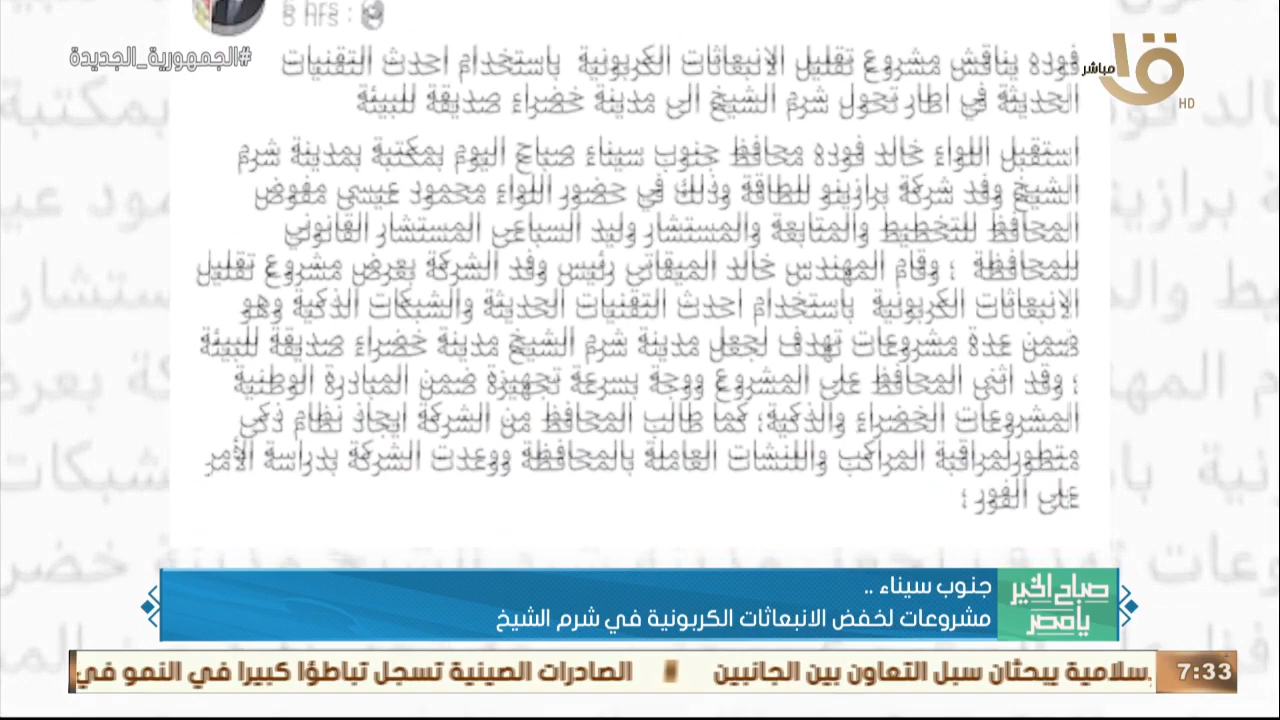 5 hrs
#الجمهورية_الجديدة
مباشر
HD
فوده يناقش مشروع تقليل الانبعاثات الكربونية باستخدام احدث التقنيات
الحديثة في اطار تحول شرم الشيخ الى مدينة خضراء صديقة للبيئة
استقبل اللواء خالد فوده محافظ جنوب سيناء صباح اليوم بمكتبة بمدينة شرم
الشيخ وفد شركة برازينو للطاقة وذلك في حضور اللواء محمود عيسى مفوض
المحافظ للتخطيط والمتابعة والمستشار وليد السباعي المستشار القانوني
للمحافظة ؛ وقام المهندس خالد الميقاتي رئيس وفد الشركة بعرض مشروع تقليل
الانبعاثات الكربونية باستخدام احدث التقنيات الحديثة والشبكات الذكية وهو
ضمن عدة مشروعات تهدف لجعل مدينة شرم الشيخ مدينة خضراء صديقة للبيئة
؛ وقد اثنى المحافظ على المشروع ووجة بسرعة تجهيزة ضمن المبادرة الوطنية
المشروعات الخضراء والذكية؛ كما طالب المحافظ من الشركة ايجاد نظام ذكى
متطورلمراقبة المراكب واللنشات العاملة بالمحافظة ووعدت الشركة بدراسة الأمر
على الفور ؛
صباح الخير
يا مصر
جنوب سيناء ..
مشروعات لخفض الانبعاثات الكربونية في شرم الشيخ
7:33
سلامية يبحثان سبل التعاون بين الجانبين الصادرات الصينية تسجل تباطؤا كبيرا في النمو في